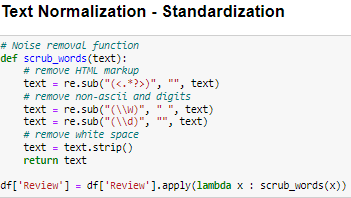 Text Normalization - Standardization
# Noise removal function
def scrub_words(text):
    # remove HTML markup
    text = re.sub("(<.*?>)", "", text)
    # remove non-ascii and digits
    text = re.sub("(\\W)", " ", text)
    text = re.sub("(\\d)", "", text)
    # remove white space
    text = text.strip()
    return text
df['Review'] = df['Review'].apply(lambda x : scrub_words(x))